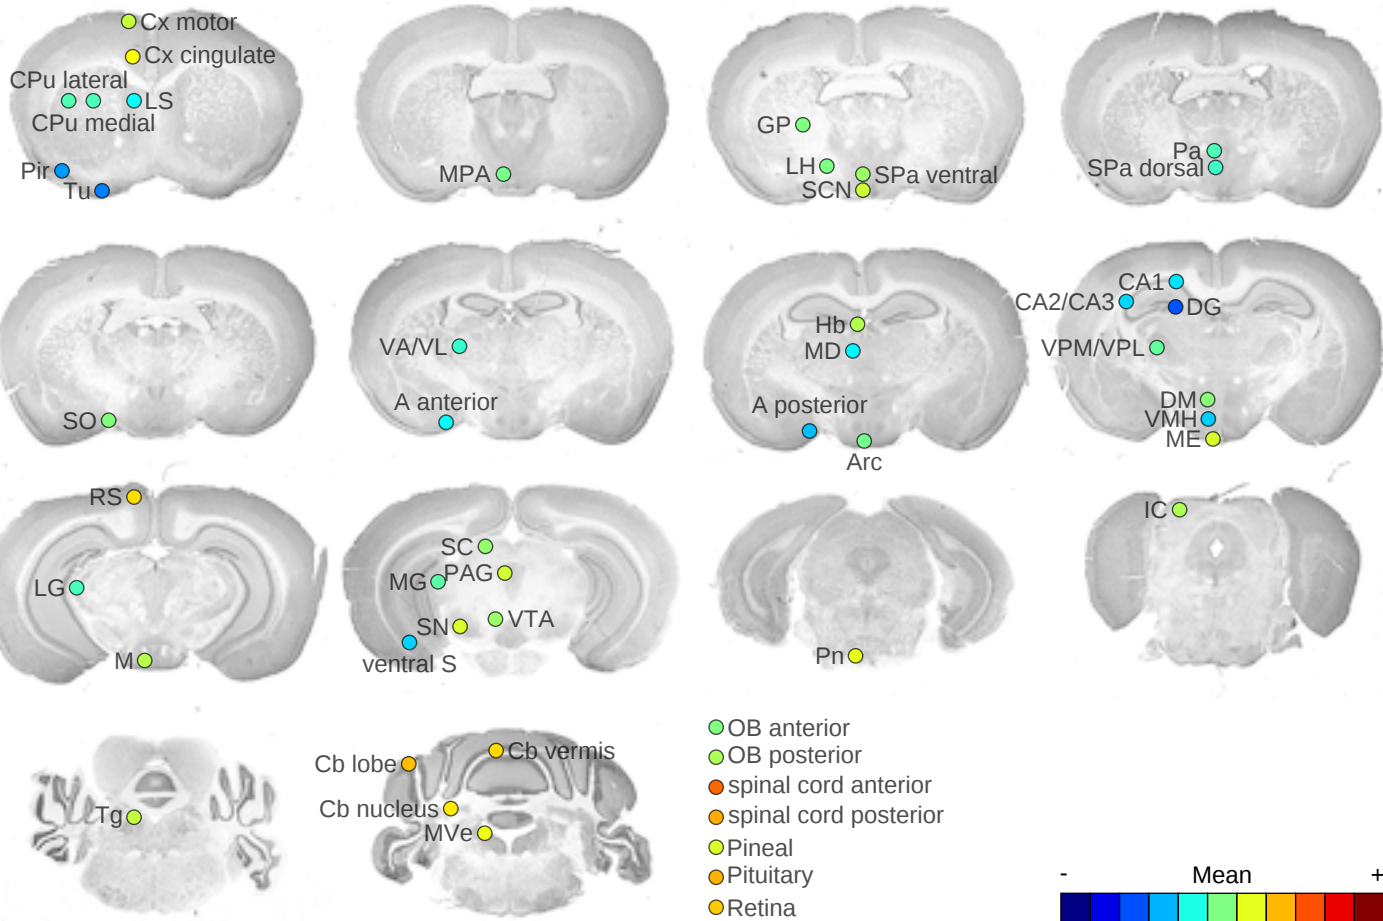 Cx motor
Cx cingulate
CPu lateral
LS
CPu medial
Pir
Tu
MPA
GP
LH
SPa ventral
SCN
Pa
SPa dorsal
SO
VA/VL
A anterior
Hb
MD
A posterior
Arc
CA1
CA2/CA3
DG
VPM/VPL
DM
VMH
ME
RS
LG
M
SC
MG
PAG
SN
VTA
ventral S
Pn
IC
Tg
Cb lobe
Cb vermis
Cb nucleus
MVe
OB anterior
OB posterior
spinal cord anterior
spinal cord posterior
Pineal
Pituitary
Retina
- Mean +